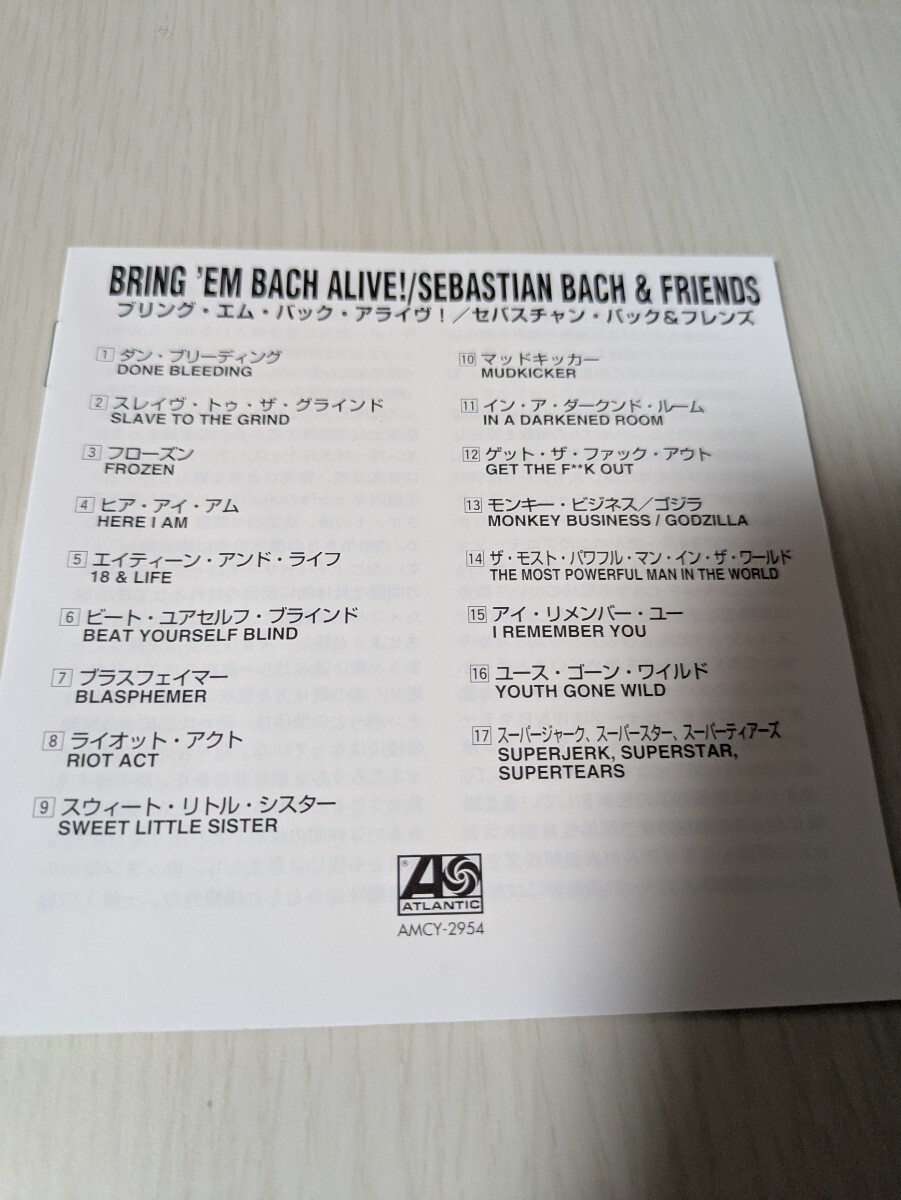 BRING 'EM BACH ALIVE!/SEBASTIAN BACH & FRIENDS
ブリング・エム・バック・アライヴ！／セバスチャン・バック＆フレンズ
1 ダン・ブリーディング
DONE BLEEDING
2 スレイヴ・トゥ・ザ・グラインド
SLAVE TO THE GRIND
3 フローズン
FROZEN
4 ヒア・アイ・アム
HERE I AM
5 エイティーン・アンド・ライフ
18 & LIFE
6 ビート・ユアセルフ・ブラインド
BEAT YOURSELF BLIND
7 ブラスフェイマー
BLASPHEMER
8 ライオット・アクト
RIOT ACT
9 スウィート・リトル・シスター
SWEET LITTLE SISTER
10 マッドキッカー
MUDKICKER
11 イン・ア・ダークンド・ルーム
IN A DARKENED ROOM
12 ゲット・ザ・ファック・アウト
GET THE F**K OUT
13 モンキー・ビジネス／ゴジラ
MONKEY BUSINESS / GODZILLA
14 ザ・モスト・パワフル・マン・イン・ザ・ワールド
THE MOST POWERFUL MAN IN THE WORLD
15 アイ・リメンバー・ユー
I REMEMBER YOU
16 ユース・ゴーン・ワイルド
YOUTH GONE WILD
17 スーパージャーク、スーパースター、スーパーティアーズ
SUPERJERK, SUPERSTAR,
SUPERTEARS
® A
ATLANTIC
AMCY-2954